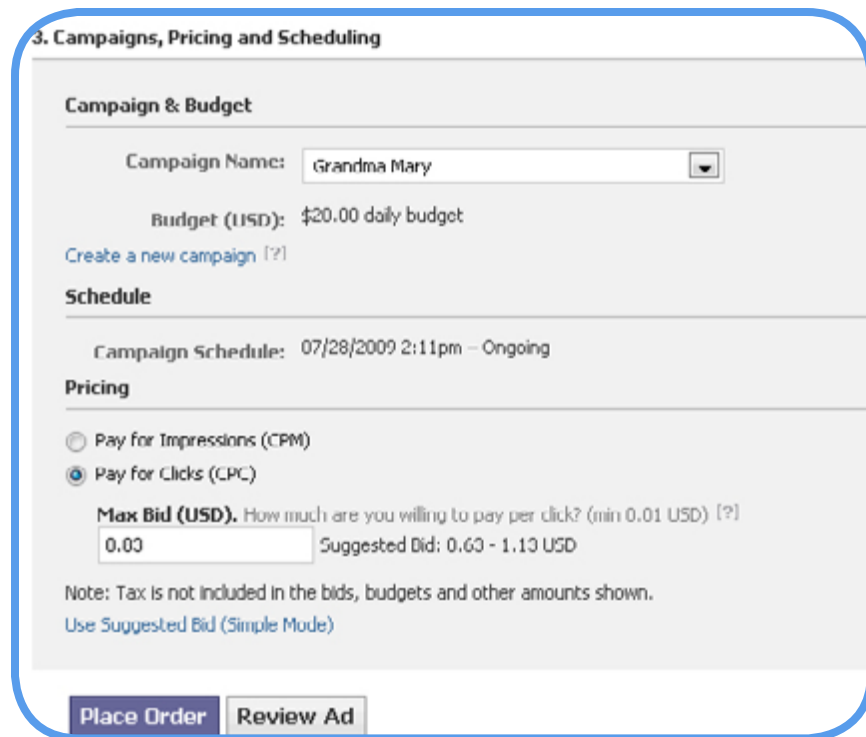 3. Campaigns, Pricing and Scheduling
Campaign & Budget
Campaign Name: Grandma Mary
Budget (USD): $20.00 daily budget
Create a new campaign [?]
Schedule
Campaign Schedule: 07/28/2009 2:11pm – Ongoing
Pricing
Pay for Impressions (CPM)
Pay for Clicks (CPC)
Max Bid (USD). How much are you willing to pay per click? (min 0.01 USD) [?]
Suggested Bid: 0.63 - 1.13 USD
Note: Tax is not included in the bids, budgets and other amounts shown.
Use Suggested Bid (Simple Mode)
Place Order Review Ad